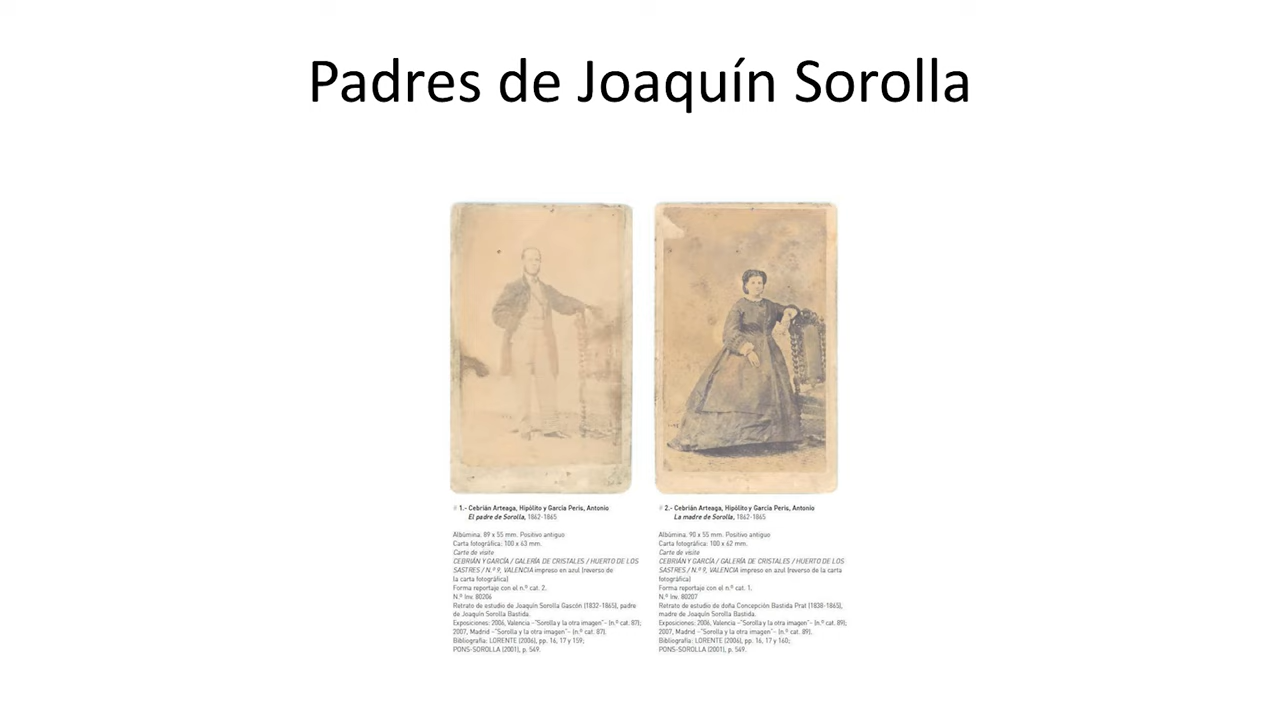 Padres de Joaquín Sorolla
1.- Cebrián Arteaga, Hipólito y García Peris, Antonio
El padre de Sorolla, 1862-1865
Albúmina: 89 x 55 mm. Positivo antiguo
Carta fotográfica: 100 x 63 mm.
Carte de visite
CEBRIÁN Y GARCÍA / GALERÍA DE CRISTALES / HUERTO DE LOS
SASTRES / N.º 9, VALENCIA impreso en azul (reverso de
la carta fotográfica)
Forma reportaje con el n.º cat. 2.
N.º Inv. 80206
Retrato de estudio de Joaquín Sorolla Gascón (1832-1865), padre
de Joaquín Sorolla Bastida.
Exposiciones: 2006, Valencia -"Sorolla y la otra imagen"- (n.º cat. 87);
2007, Madrid -"Sorolla y la otra imagen"- (n.º cat. 87).
Bibliografía: LORENTE (2006), pp. 16, 17 y 159;
PONS-SOROLLA (2001), p. 549.
2.- Cebrián Arteaga, Hipólito y García Peris, Antonio
La madre de Sorolla, 1862-1865
Albúmina: 90 x 55 mm. Positivo antiguo
Carta fotográfica: 100 x 62 mm.
Carte de visite
CEBRIÁN Y GARCÍA / GALERÍA DE CRISTALES / HUERTO DE LOS
SASTRES / N.º 9, VALENCIA impreso en azul (reverso de la carta
fotográfica)
Forma reportaje con el n.º cat. 1.
N.º Inv. 80207
Retrato de estudio de doña Concepción Bastida Prat (1838-1865),
madre de Joaquín Sorolla Bastida.
Exposiciones: 2006, Valencia -"Sorolla y la otra imagen"- (n.º cat. 89);
2007, Madrid -"Sorolla y la otra imagen"- (n.º cat. 89).
Bibliografía: LORENTE (2006), pp. 16, 17 y 160;
PONS-SOROLLA (2001), p. 549.